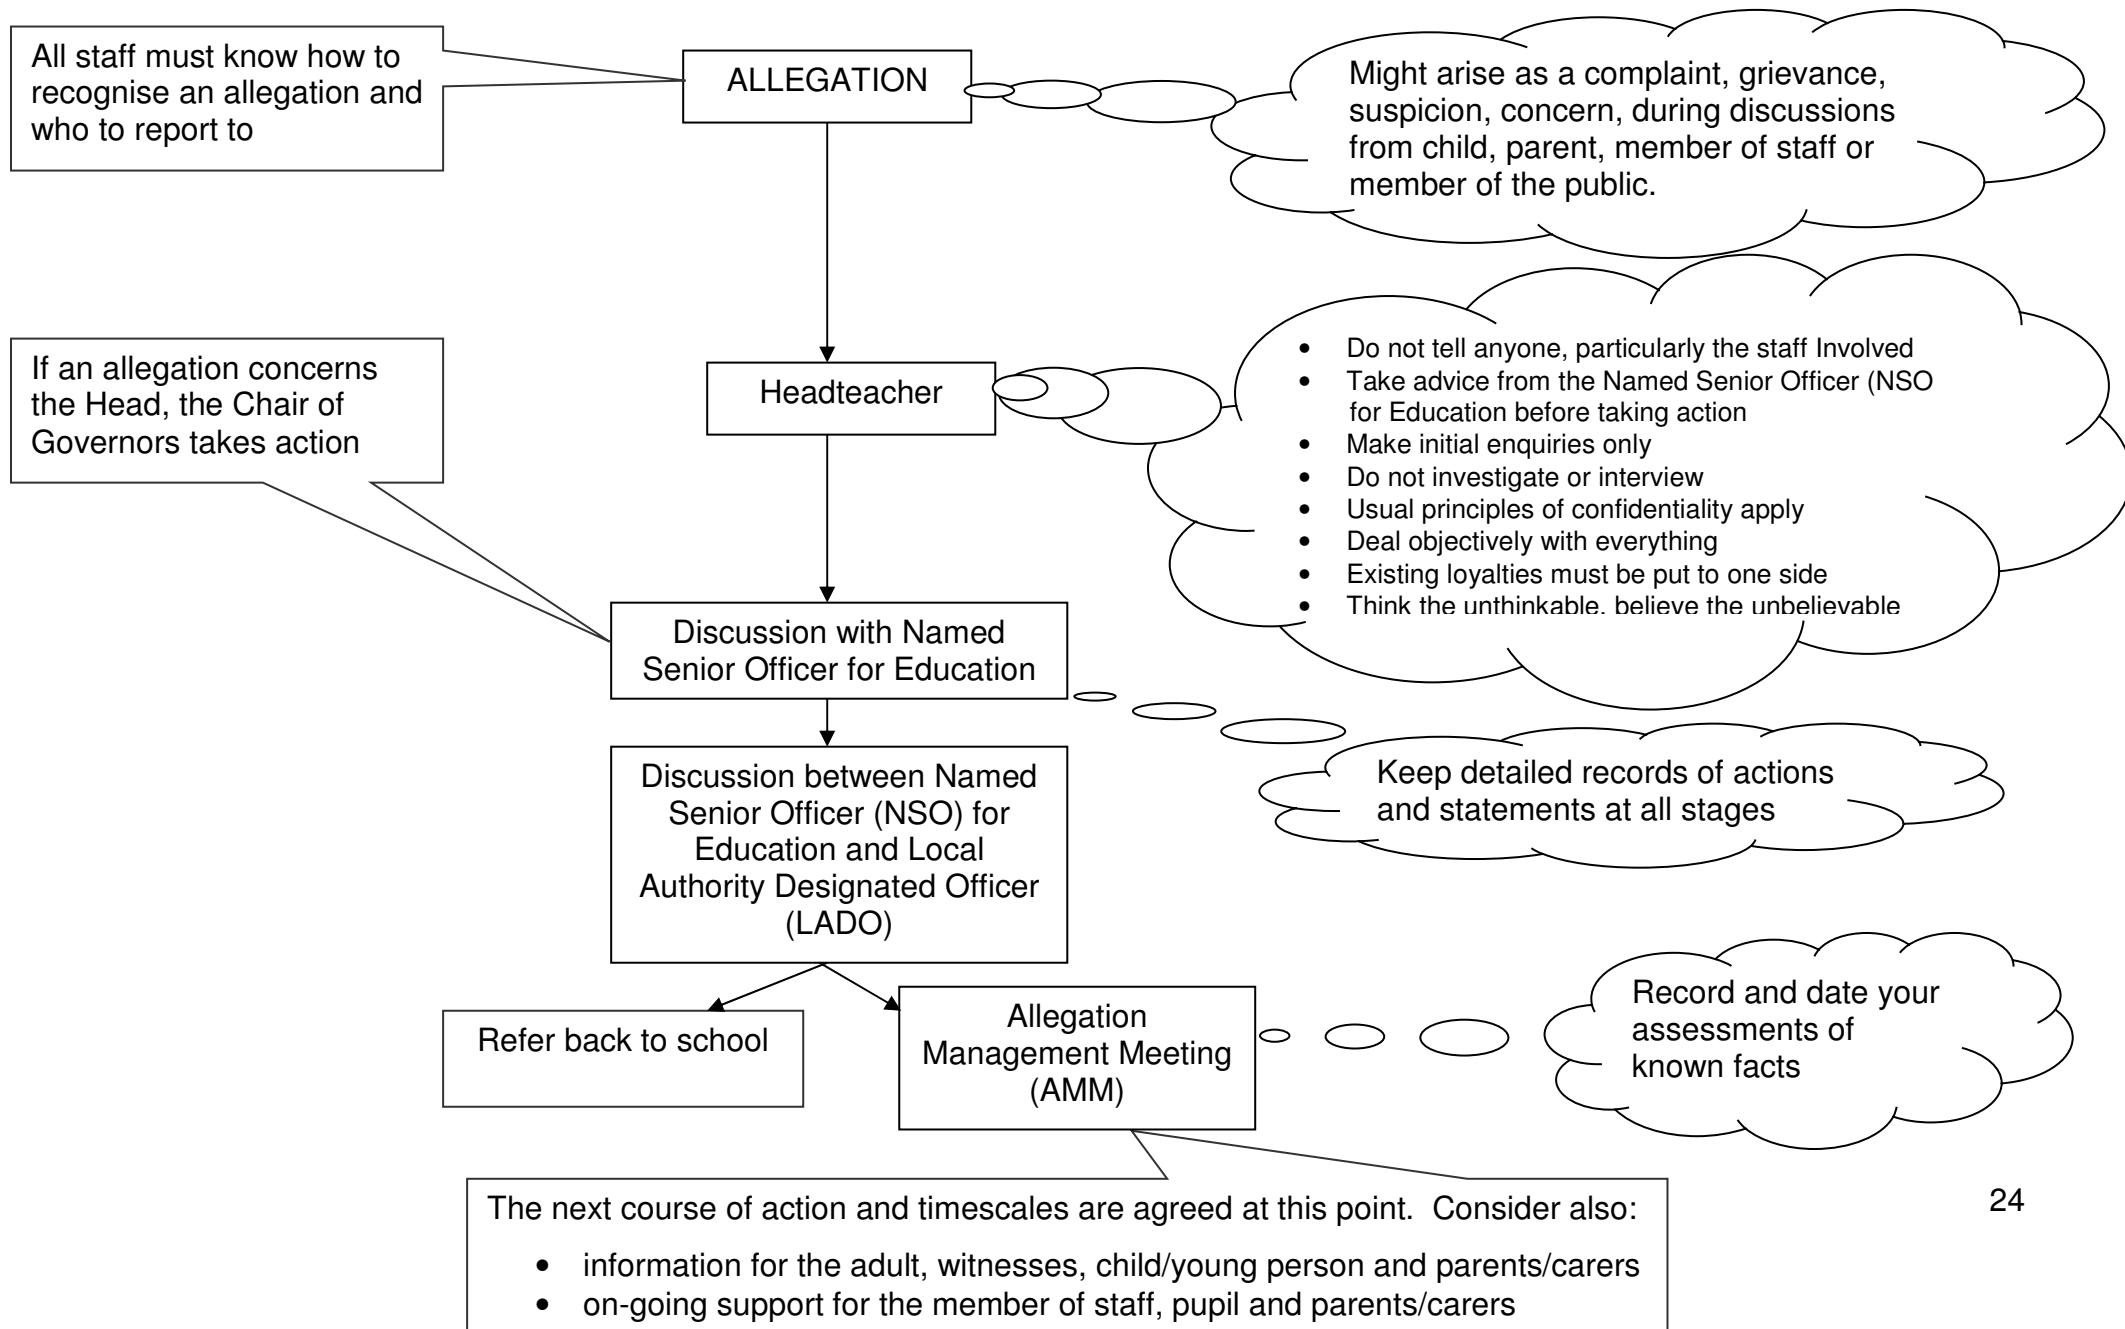 All staff must know how to
recognise an allegation and
who to report to
ALLEGATION
Might arise as a complaint, grievance,
suspicion, concern, during discussions
from child, parent, member of staff or
member of the public.
If an allegation concerns
the Head, the Chair of
Governors takes action
Headteacher
• Do not tell anyone, particularly the staff Involved
• Take advice from the Named Senior Officer (NSO
for Education before taking action
• Make initial enquiries only
• Do not investigate or interview
• Usual principles of confidentiality apply
• Deal objectively with everything
• Existing loyalties must be put to one side
• Think the unthinkable, believe the unbelievable
Discussion with Named
Senior Officer for Education
Keep detailed records of actions
and statements at all stages
Discussion between Named
Senior Officer (NSO) for
Education and Local
Authority Designated Officer
(LADO)
Refer back to school
Allegation
Management Meeting
(AMM)
Record and date your
assessments of
known facts
The next course of action and timescales are agreed at this point.  Consider also:
• information for the adult, witnesses, child/young person and parents/carers
• on-going support for the member of staff, pupil and parents/carers
24